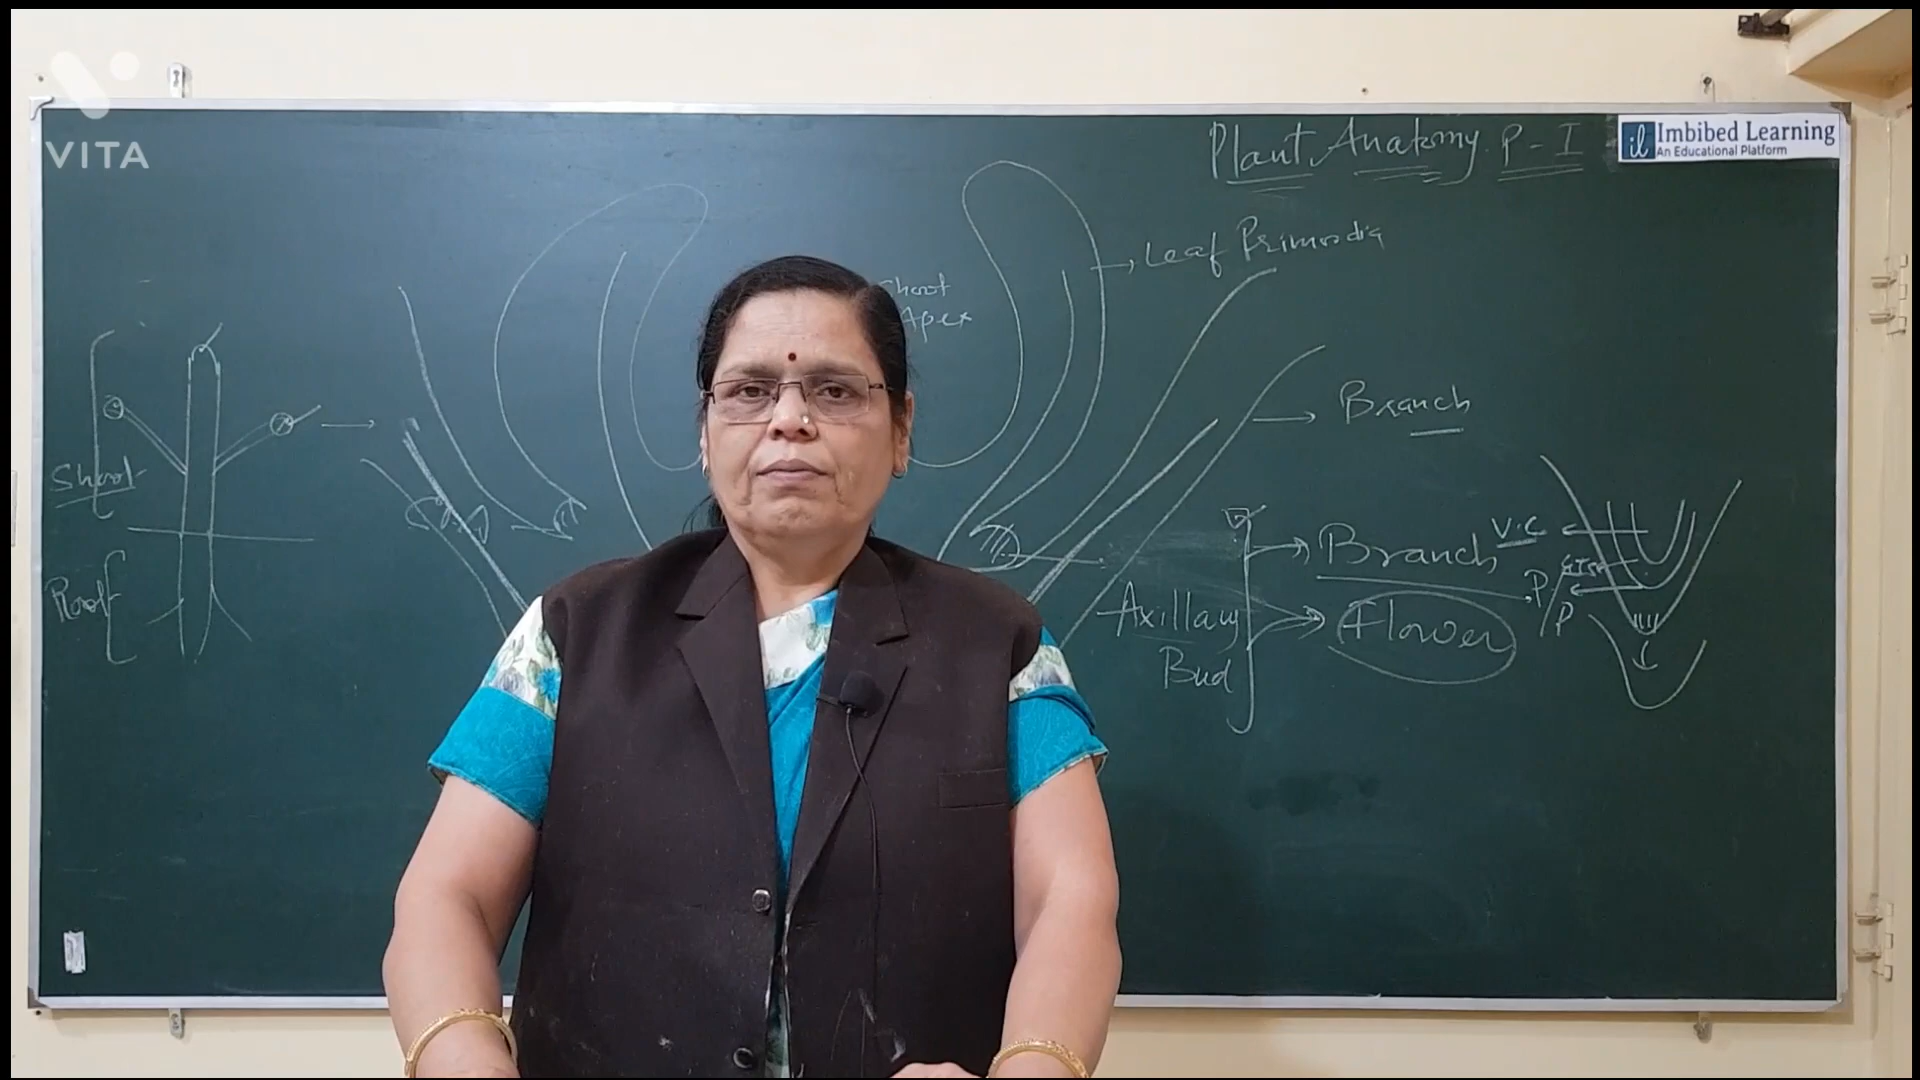 VITA
Plant Anatomy P-I
il Imbibed Learning
An Educational Platform
Leaf Primordia
Shoot
Apex
Branch
Shoot
Root
Branch
Axillary
Bud
Flower
V.C
P/P